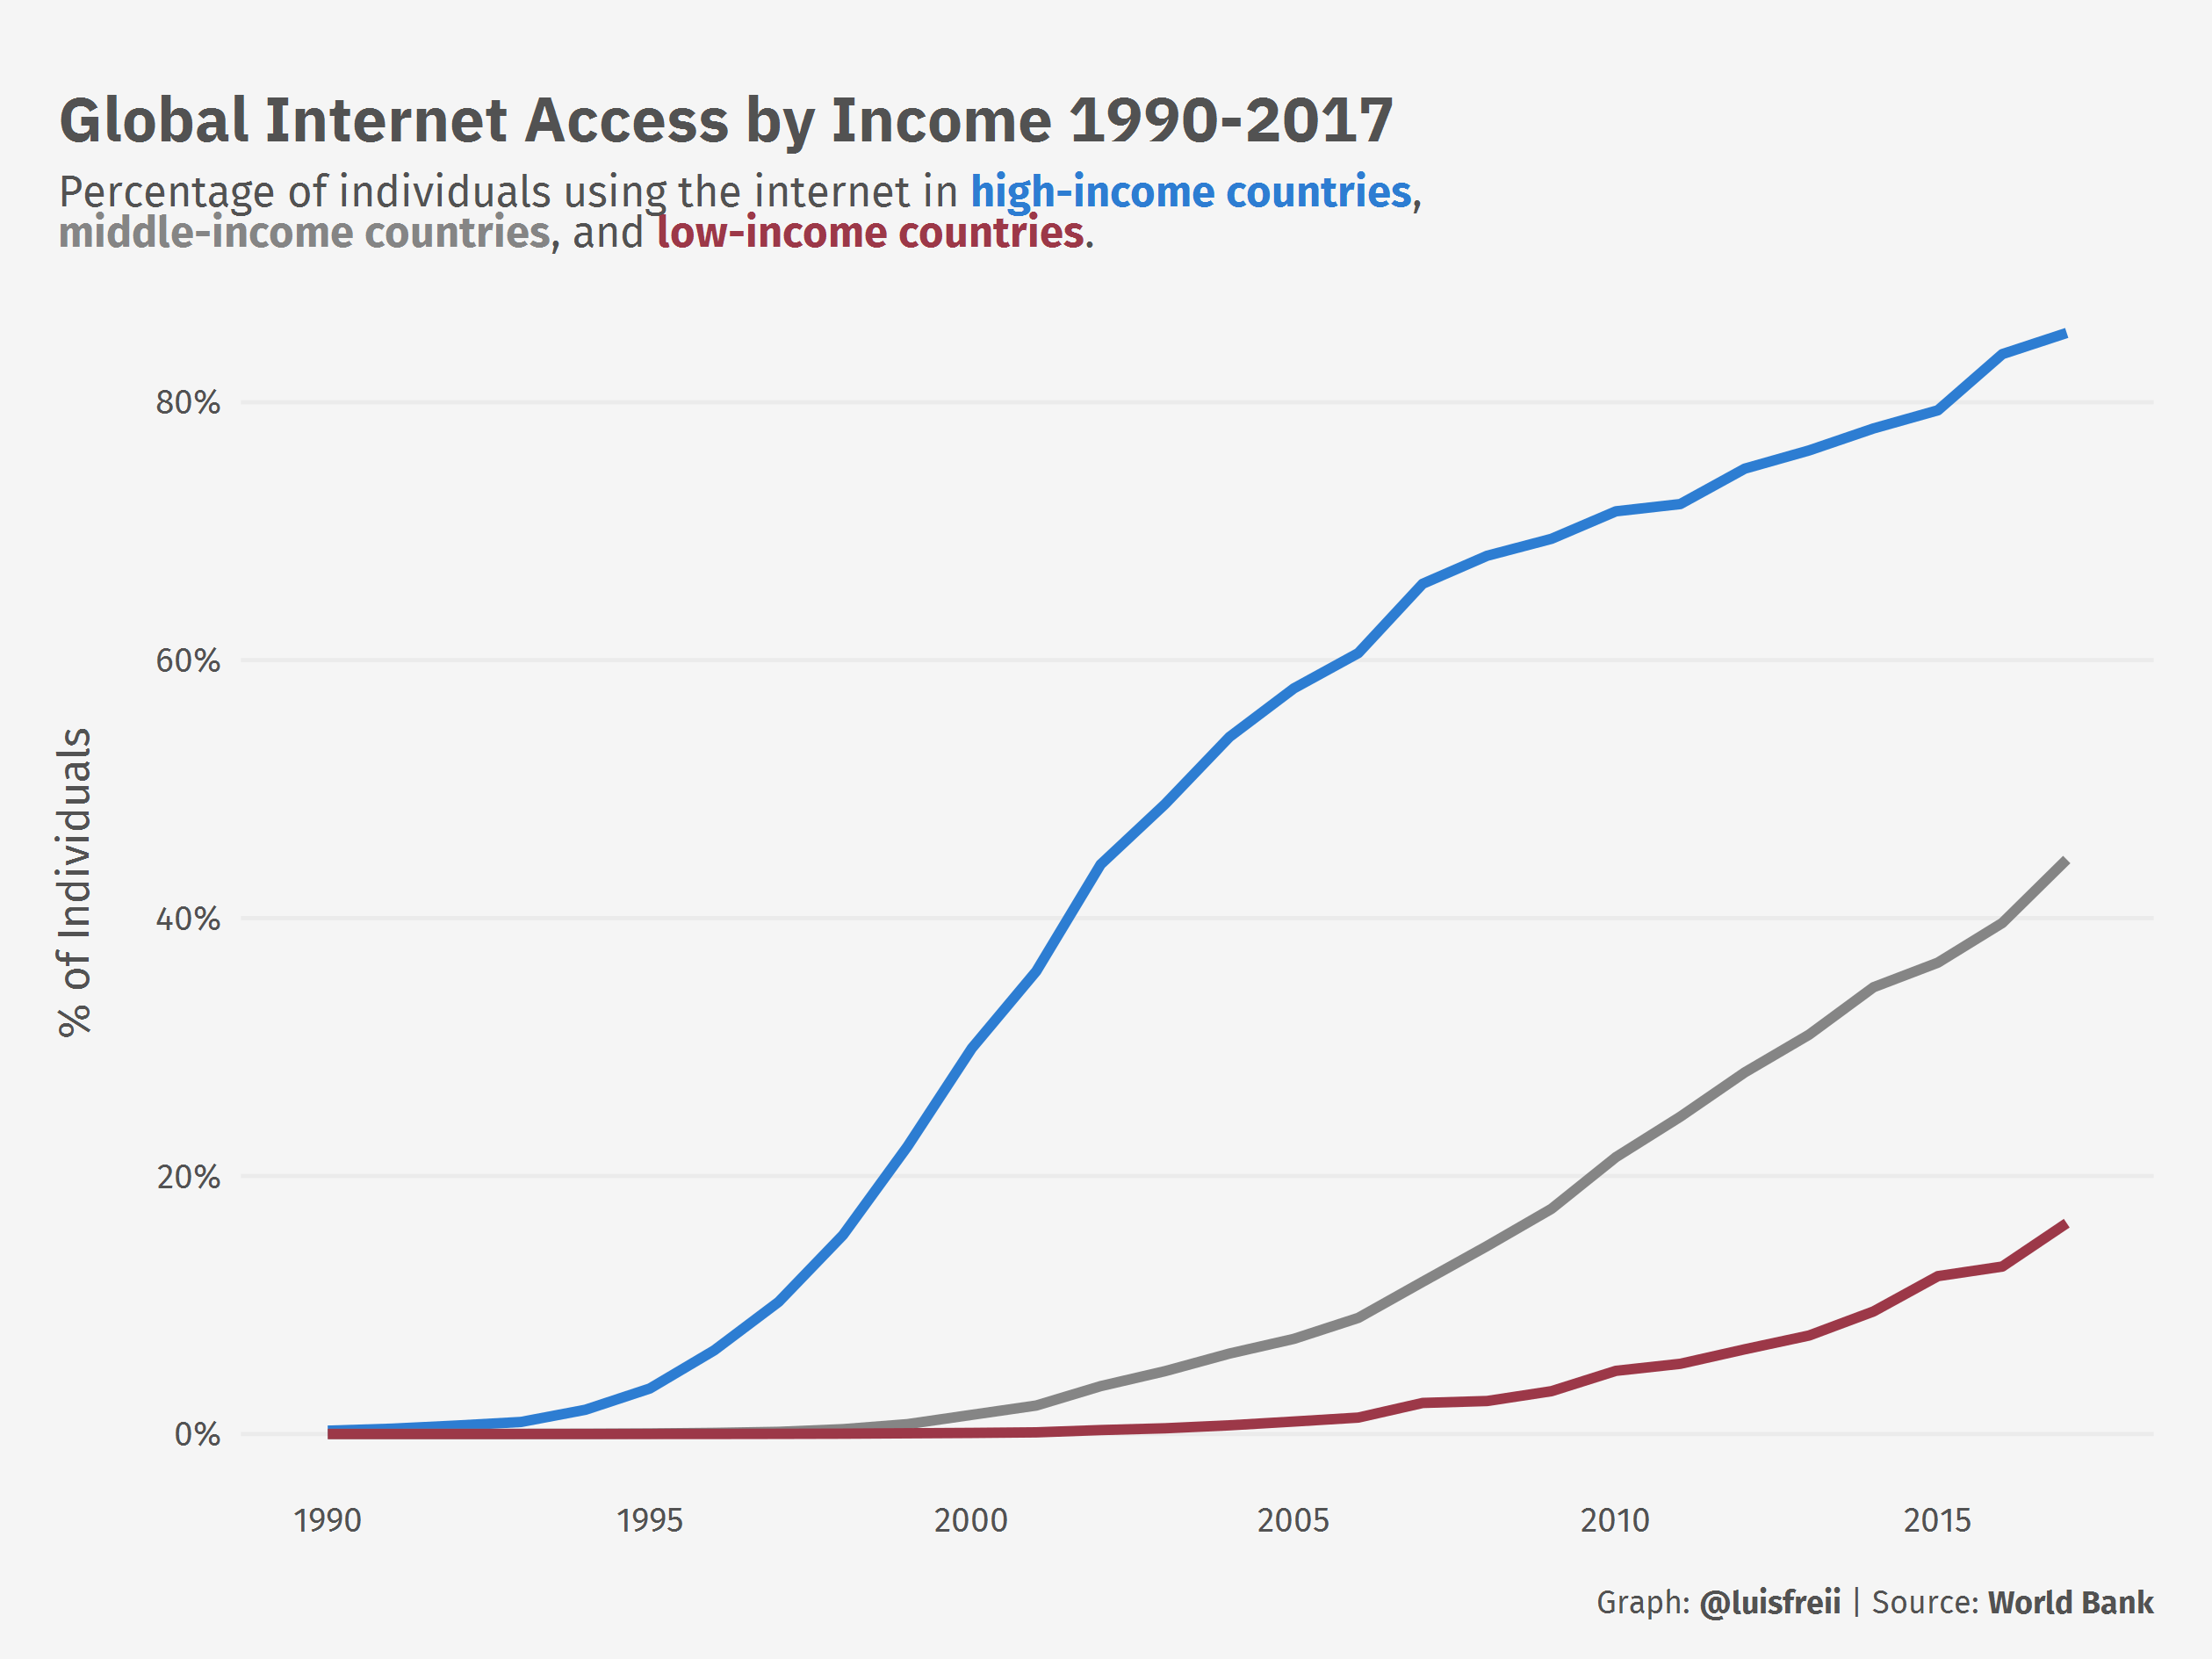 Global Internet Access by Income 1990-2017
Percentage of individuals using the internet in high-income countries,
middle-income countries, and low-income countries.
% of Individuals
80%
60%
40%
20%
0%
1990 1995 2000 2005 2010 2015
Graph: @luisfreii | Source: World Bank